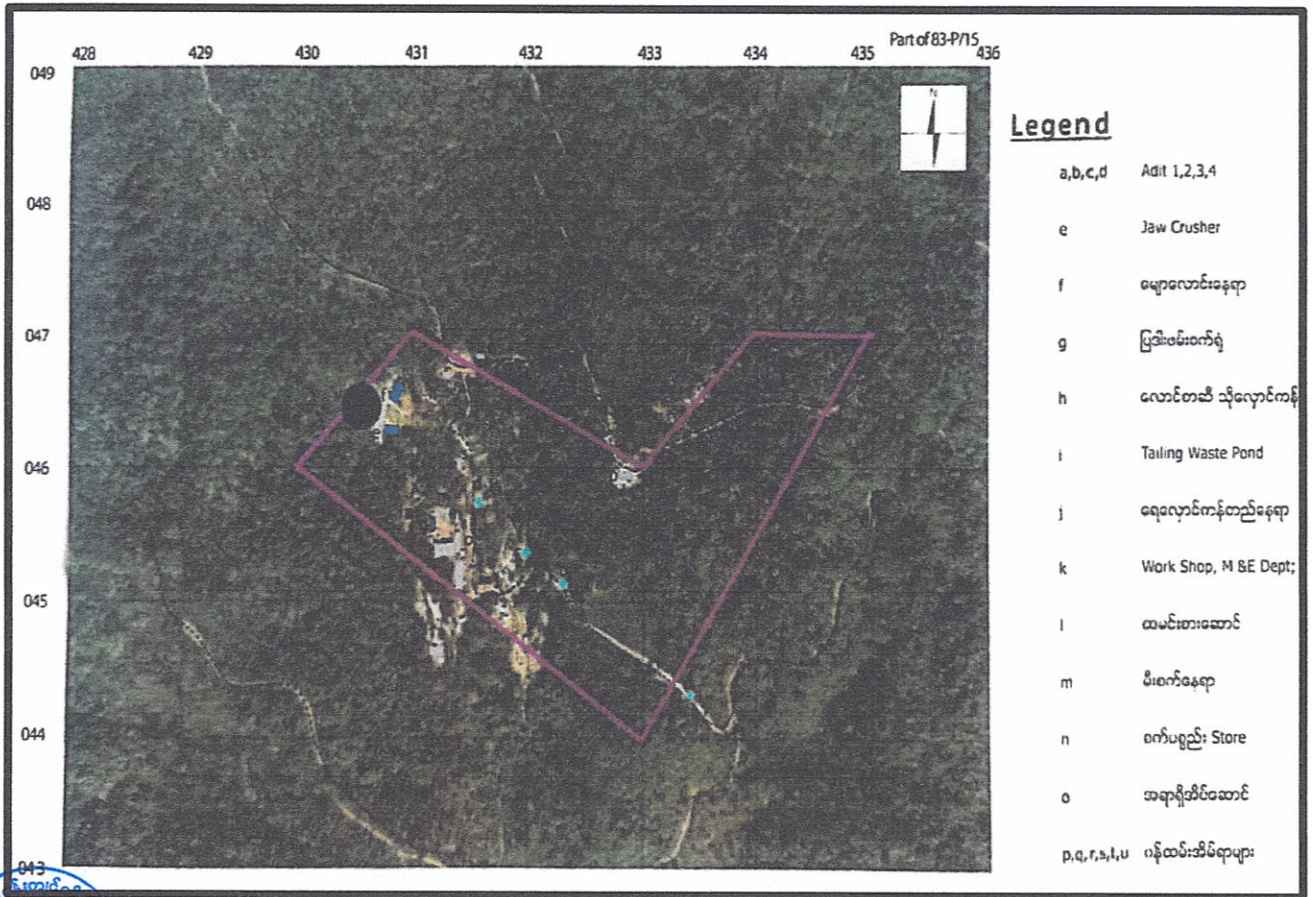 Part of 83-P/15
428 429 430 431 432 433 434 435 436
049
048
047
046
045
044
043
N
Legend
a,b,c,d Adit 1,2,3,4
e Jaw Crusher
f မျောလောင်းနေရာ
g ပြဒါးဖမ်းစက်ရုံ
h လောင်စာဆီ သိုလှောင်ကန်
i Tailing Waste Pond
j ရေလှောင်ကန်တည်နေရာ
k Work Shop, M &E Dept;
l ထမင်းစားဆောင်
m မီးစက်နေရာ
n စက်ပစ္စည်း Store
o အရာရှိအိပ်ဆောင်
p,q,r,s,t,u ဝန်ထမ်းအိမ်ရာများ